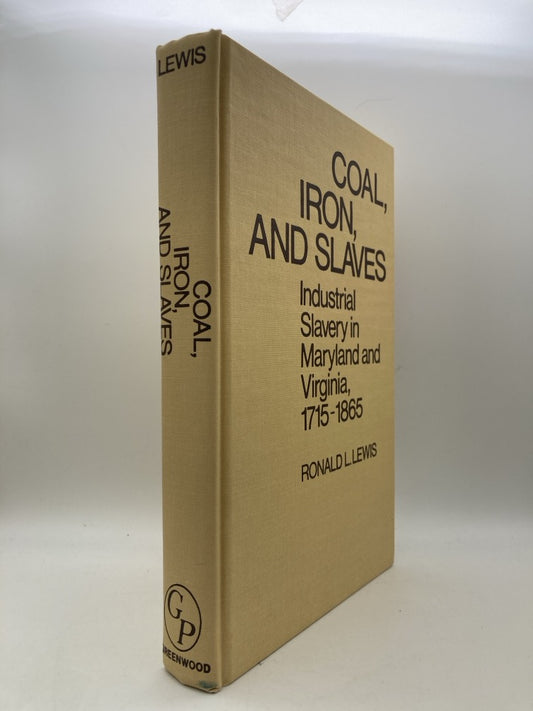 LEWIS
COAL,
IRON,
AND SLAVES
GP
GREENWOOD
COAL,
IRON,
AND SLAVES
Industrial
Slavery in
Maryland and
Virginia,
1715-1865
RONALD L. LEWIS